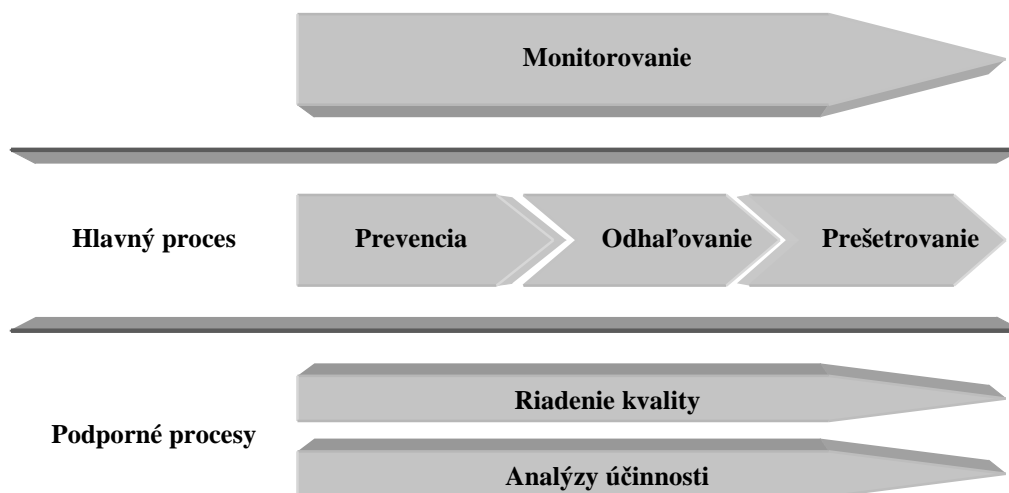 Monitorovanie
Hlavný proces
Prevencia
Odhaľovanie
Prešetrovanie
Podporné procesy
Riadenie kvality
Analýzy účinnosti